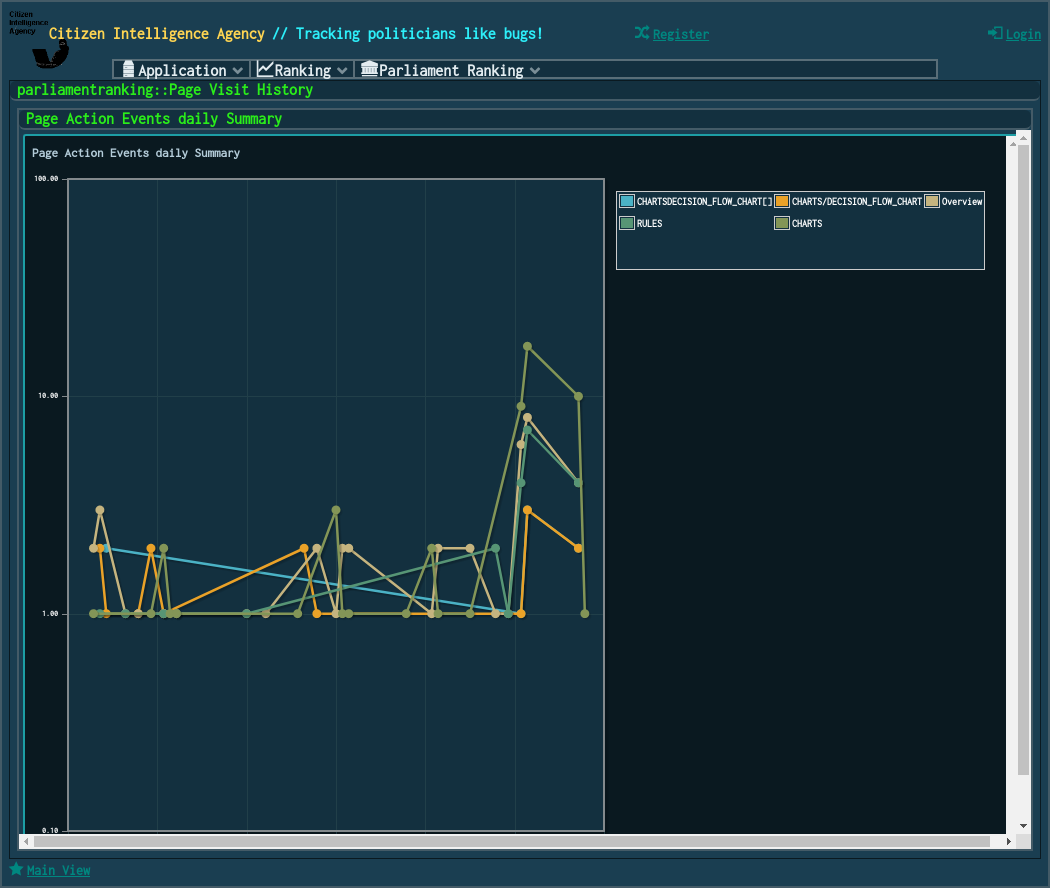 Citizen
Intelligence
Agency
Citizen Intelligence Agency // Tracking politicians like bugs!
Register
Login
Application
Ranking
Parliament Ranking
parliamentranking::Page Visit History
Page Action Events daily Summary
Page Action Events daily Summary
100.00
10.00
1.00
0.10
CHARTSDECISION_FLOW_CHART[]
CHARTS/DECISION_FLOW_CHART
Overview
RULES
CHARTS
Main View